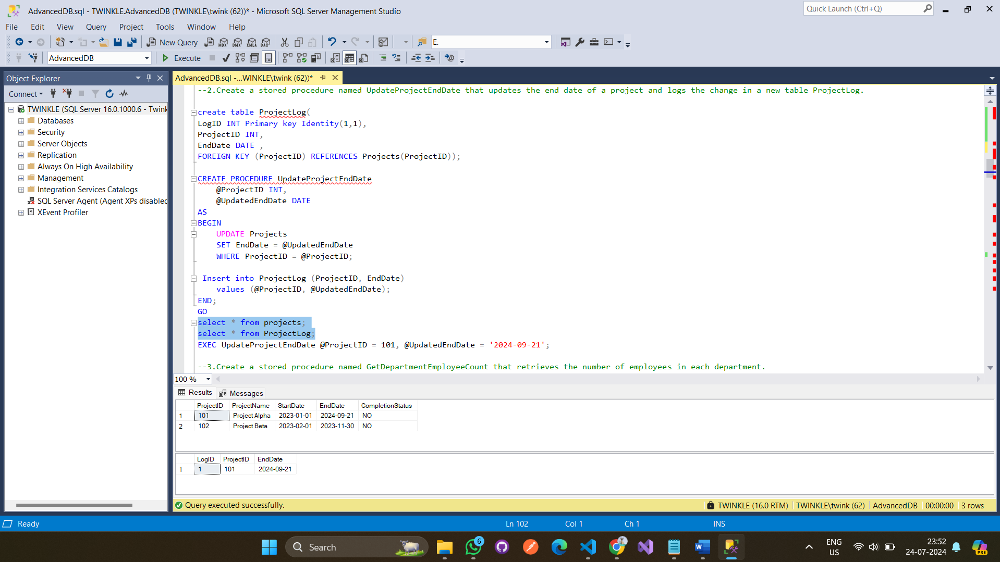 AdvancedDB.sql - TWINKLE.AdvancedDB (TWINKLE\twink (62))* - Microsoft SQL Server Management Studio
Quick Launch (Ctrl+Q)
File Edit View Query Project Tools Window Help
New Query MDX DMX XMLA DAX E.
AdvancedDB Execute
Object Explorer
Connect
TWINKLE (SQL Server 16.0.1000.6 - Twink
Databases
Security
Server Objects
Replication
Always On High Availability
Management
Integration Services Catalogs
SQL Server Agent (Agent XPs disabled
XEvent Profiler
AdvancedDB.sql -...WINKLE\twink (62))*
--2.Create a stored procedure named UpdateProjectEndDate that updates the end date of a project and logs the change in a new table ProjectLog.
create table ProjectLog(
LogID INT Primary key Identity(1,1),
ProjectID INT,
EndDate DATE ,
FOREIGN KEY (ProjectID) REFERENCES Projects(ProjectID));
CREATE PROCEDURE UpdateProjectEndDate
@ProjectID INT,
@UpdatedEndDate DATE
AS
BEGIN
UPDATE Projects
SET EndDate = @UpdatedEndDate
WHERE ProjectID = @ProjectID;
Insert into ProjectLog (ProjectID, EndDate)
values (@ProjectID, @UpdatedEndDate);
END;
GO
select * from projects;
select * from ProjectLog;
EXEC UpdateProjectEndDate @ProjectID = 101, @UpdatedEndDate = '2024-09-21';
--3.Create a stored procedure named GetDepartmentEmployeeCount that retrieves the number of employees in each department.
100 %
Results Messages
ProjectID ProjectName StartDate EndDate CompletionStatus
1 101 Project Alpha 2023-01-01 2024-09-21 NO
2 102 Project Beta 2023-02-01 2023-11-30 NO
LogID ProjectID EndDate
1 1 101 2024-09-21
Query executed successfully.
TWINKLE (16.0 RTM) TWINKLE\twink (62) AdvancedDB 00:00:00 3 rows
Ready Ln 102 Col 1 Ch 1 INS
Search 6 ENG US 23:52 24-07-2024 PRE